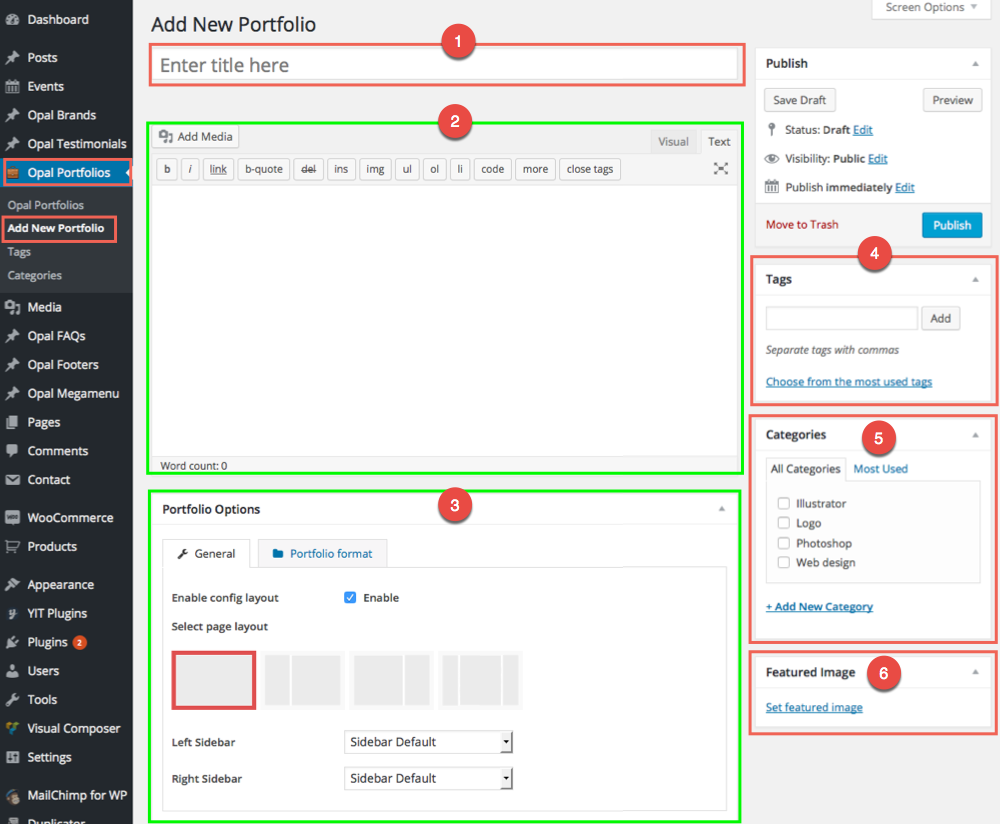 Dashboard
Posts
Events
Opal Brands
Opal Testimonials
Opal Portfolios
Opal Portfolios
Add New Portfolio
Tags
Categories
Media
Opal FAQs
Opal Footers
Opal Megamenu
Pages
Comments
Contact
WooCommerce
Products
Appearance
YIT Plugins
Plugins 2
Users
Tools
Visual Composer
Settings
MailChimp for WP
Duplicator
Screen Options
Add New Portfolio
1
Enter title here
2
Add Media
Visual Text
b i link b-quote del ins img ul ol li code more close tags
Word count: 0
3
Portfolio Options
General Portfolio format
Enable config layout Enable
Select page layout
Left Sidebar Sidebar Default
Right Sidebar Sidebar Default
Publish
Save Draft Preview
Status: Draft Edit
Visibility: Public Edit
Publish immediately Edit
Move to Trash Publish
4
Tags
Add
Separate tags with commas
Choose from the most used tags
Categories 5
All Categories Most Used
Illustrator
Logo
Photoshop
Web design
+ Add New Category
Featured Image 6
Set featured image